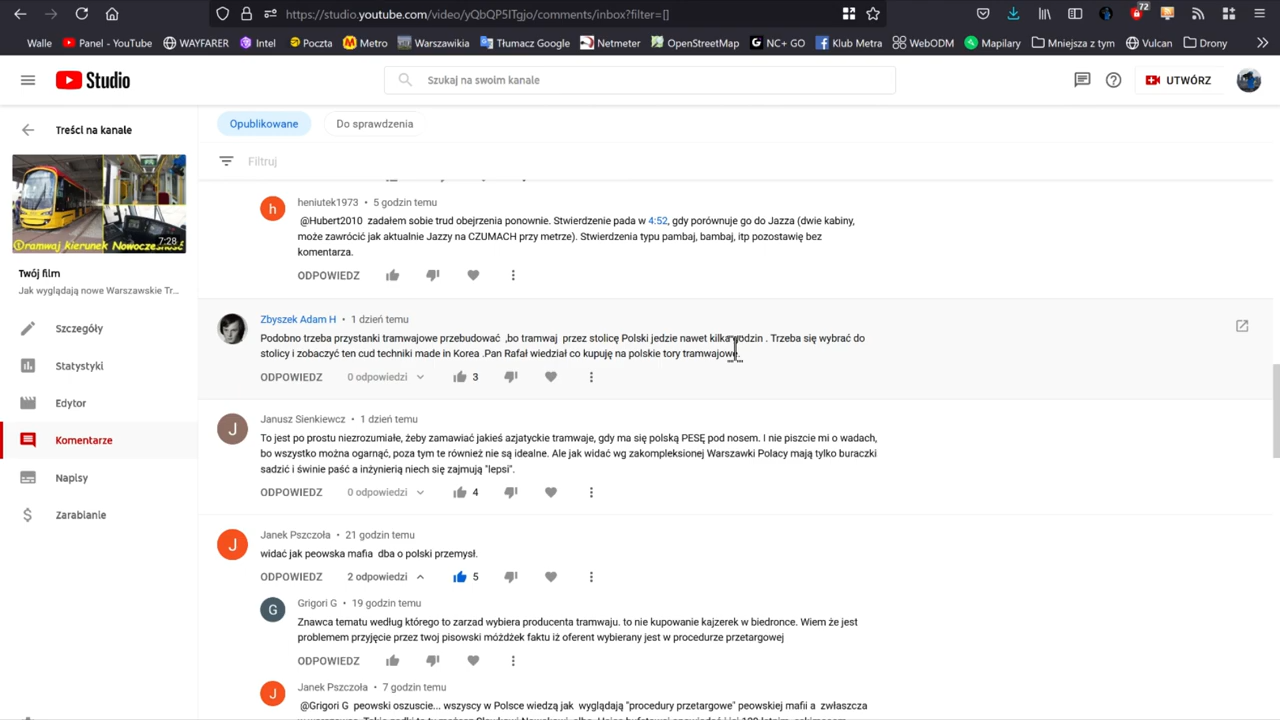 https://studio.youtube.com/video/yQbQP5ITgjo/comments/inbox?filter=[]
72
Walle
Panel - YouTube
WAYFARER
Intel
Poczta
Metro
Warszawikia
Tłumacz Google
Netmeter
OpenStreetMap
NC+ GO
Klub Metra
WebODM
Mapilary
Mniejsza z tym
Vulcan
Drony
Studio
Szukaj na swoim kanale
UTWÓRZ
Treści na kanale
Tramwaj kierunek Nowoczesność
7:28
Twój film
Jak wyglądają nowe Warszawskie Tr...
Szczegóły
Statystyki
Edytor
Komentarze
Napisy
Zarabianie
Opublikowane
Do sprawdzenia
Filtruj
h
heniutek1973 • 5 godzin temu
@Hubert2010 zadałem sobie trud obejrzenia ponownie. Stwierdzenie pada w 4:52, gdy porównuje go do Jazza (dwie kabiny,
może zawrócić jak aktualnie Jazzy na CZUMACH przy metrze). Stwierdzenia typu pambaj, bambaj, itp pozostawię bez
komentarza.
ODPOWIEDZ
Zbyszek Adam H • 1 dzień temu
Podobno trzeba przystanki tramwajowe przebudować ,bo tramwaj przez stolicę Polski jedzie nawet kilka godzin . Trzeba się wybrać do
stolicy i zobaczyć ten cud techniki made in Korea .Pan Rafał wiedział co kupuję na polskie tory tramwajowe.
ODPOWIEDZ 0 odpowiedzi 3
J
Janusz Sienkiewcz • 1 dzień temu
To jest po prostu niezrozumiałe, żeby zamawiać jakieś azjatyckie tramwaje, gdy ma się polską PESĘ pod nosem. I nie piszcie mi o wadach,
bo wszystko można ogarnąć, poza tym te również nie są idealne. Ale jak widać wg zakompleksionej Warszawki Polacy mają tylko buraczki
sadzić i świnie paść a inżynierią niech się zajmują "lepsi".
ODPOWIEDZ 0 odpowiedzi 4
J
Janek Pszczoła • 21 godzin temu
widać jak peowska mafia dba o polski przemysł.
ODPOWIEDZ 2 odpowiedzi 5
G
Grigori G • 19 godzin temu
Znawca tematu według którego to zarzad wybiera producenta tramwaju. to nie kupowanie kajzerek w biedronce. Wiem że jest
problemem przyjęcie przez twoj pisowski móżdżek faktu iż oferent wybierany jest w procedurze przetargowej
ODPOWIEDZ
J
Janek Pszczoła • 7 godzin temu
@Grigori G peowski oszuscie... wszyscy w Polsce wiedzą jak wyglądają "procedury przetargowe" peowskiej mafii a zwłaszcza